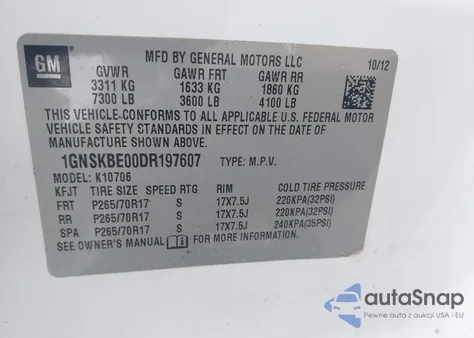 GM
MFD BY GENERAL MOTORS LLC
10/12
GVWR GAWR FRT GAWR RR
3311 KG 1633 KG 1860 KG
7300 LB 3600 LB 4100 LB
THIS VEHICLE CONFORMS TO ALL APPLICABLE U.S. FEDERAL MOTOR
VEHICLE SAFETY STANDARDS IN EFFECT ON THE DATE OF
MANUFACTURE SHOWN ABOVE.
1GNSKBE00DR197607 TYPE: M.P.V.
MODEL: K10706
KFJT TIRE SIZE SPEED RTG RIM COLD TIRE PRESSURE
FRT P265/70R17 S 17X7.5J 220KPA(32PSI)
RR P265/70R17 S 17X7.5J 220KPA(32PSI)
SPA P265/70R17 S 17X7.5J 240KPA(35PSI)
SEE OWNER'S MANUAL FOR MORE INFORMATION.
autoSnap
Pewne auta z aukcji USA i EU